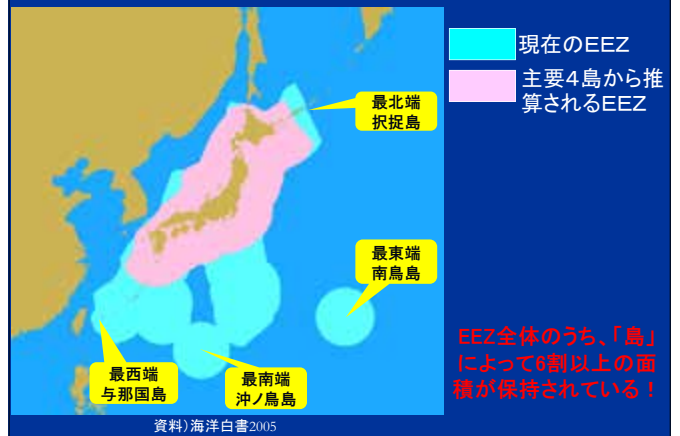 現在のEEZ
主要4島から推
算されるEEZ
最北端
択捉島
最東端
南鳥島
EEZ全体のうち、「島」
によって6割以上の面
積が保持されている！
最西端
与那国島
最南端
沖ノ鳥島
資料）海洋白書2005